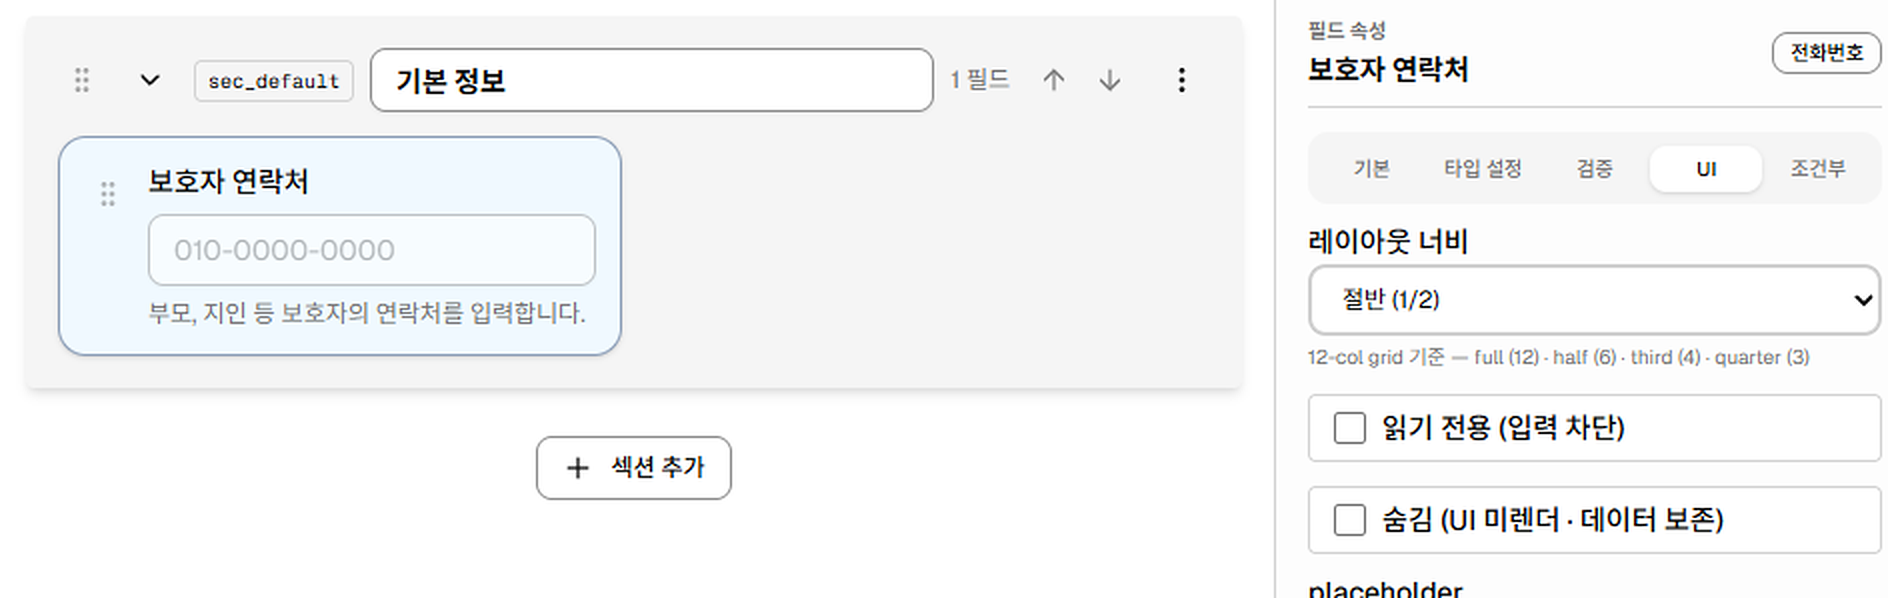 sec_default 기본 정보 1 필드
보호자 연락처
010-0000-0000
부모, 지인 등 보호자의 연락처를 입력합니다.
섹션 추가
필드 속성
보호자 연락처 전화번호
기본 타입 설정 검증 UI 조건부
레이아웃 너비
절반 (1/2)
12-col grid 기준 — full (12) · half (6) · third (4) · quarter (3)
읽기 전용 (입력 차단)
숨김 (UI 미렌더 · 데이터 보존)
placeholder